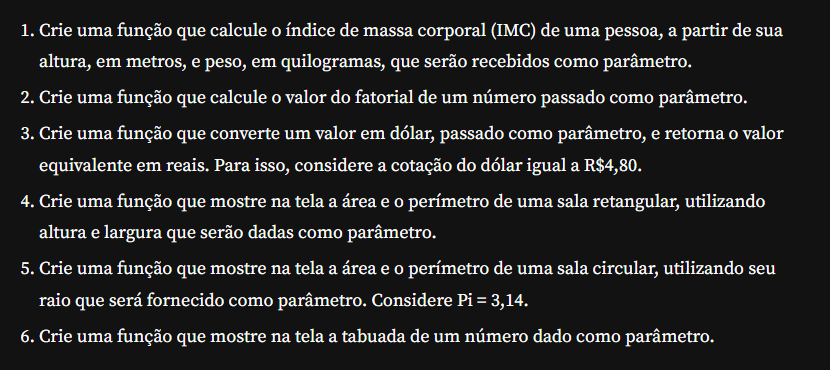 1. Crie uma função que calcule o índice de massa corporal (IMC) de uma pessoa, a partir de sua
altura, em metros, e peso, em quilogramas, que serão recebidos como parâmetro.
2. Crie uma função que calcule o valor do fatorial de um número passado como parâmetro.
3. Crie uma função que converte um valor em dólar, passado como parâmetro, e retorna o valor
equivalente em reais. Para isso, considere a cotação do dólar igual a R$4,80.
4. Crie uma função que mostre na tela a área e o perímetro de uma sala retangular, utilizando
altura e largura que serão dadas como parâmetro.
5. Crie uma função que mostre na tela a área e o perímetro de uma sala circular, utilizando seu
raio que será fornecido como parâmetro. Considere Pi = 3,14.
6. Crie uma função que mostre na tela a tabuada de um número dado como parâmetro.